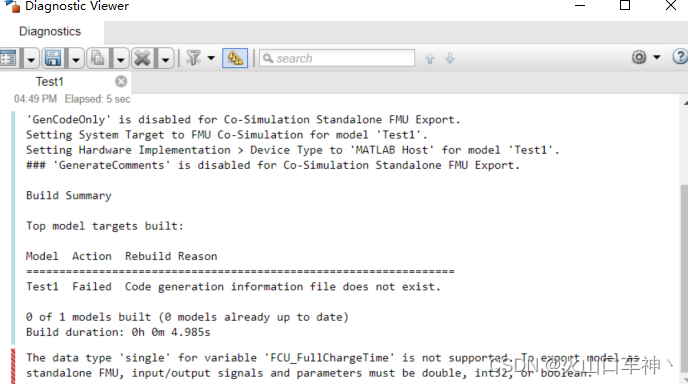 Diagnostic Viewer
Diagnostics
search
Test1
04:49 PM Elapsed: 5 sec
'GenCodeOnly' is disabled for Co-Simulation Standalone FMU Export.
Setting System Target to FMU Co-Simulation for model 'Test1'.
Setting Hardware Implementation > Device Type to 'MATLAB Host' for model 'Test1'.
### 'GenerateComments' is disabled for Co-Simulation Standalone FMU Export.
Build Summary
Top model targets built:
Model Action Rebuild Reason
==================================================================
Test1 Failed Code generation information file does not exist.
0 of 1 models built (0 models already up to date)
Build duration: 0h 0m 4.985s
The data type 'single' for variable 'FCU_FullChargeTime' is not supported. To export model as
standalone FMU, input/output signals and parameters must be double, int32, or boolean.
CSDN @火山口车神丶